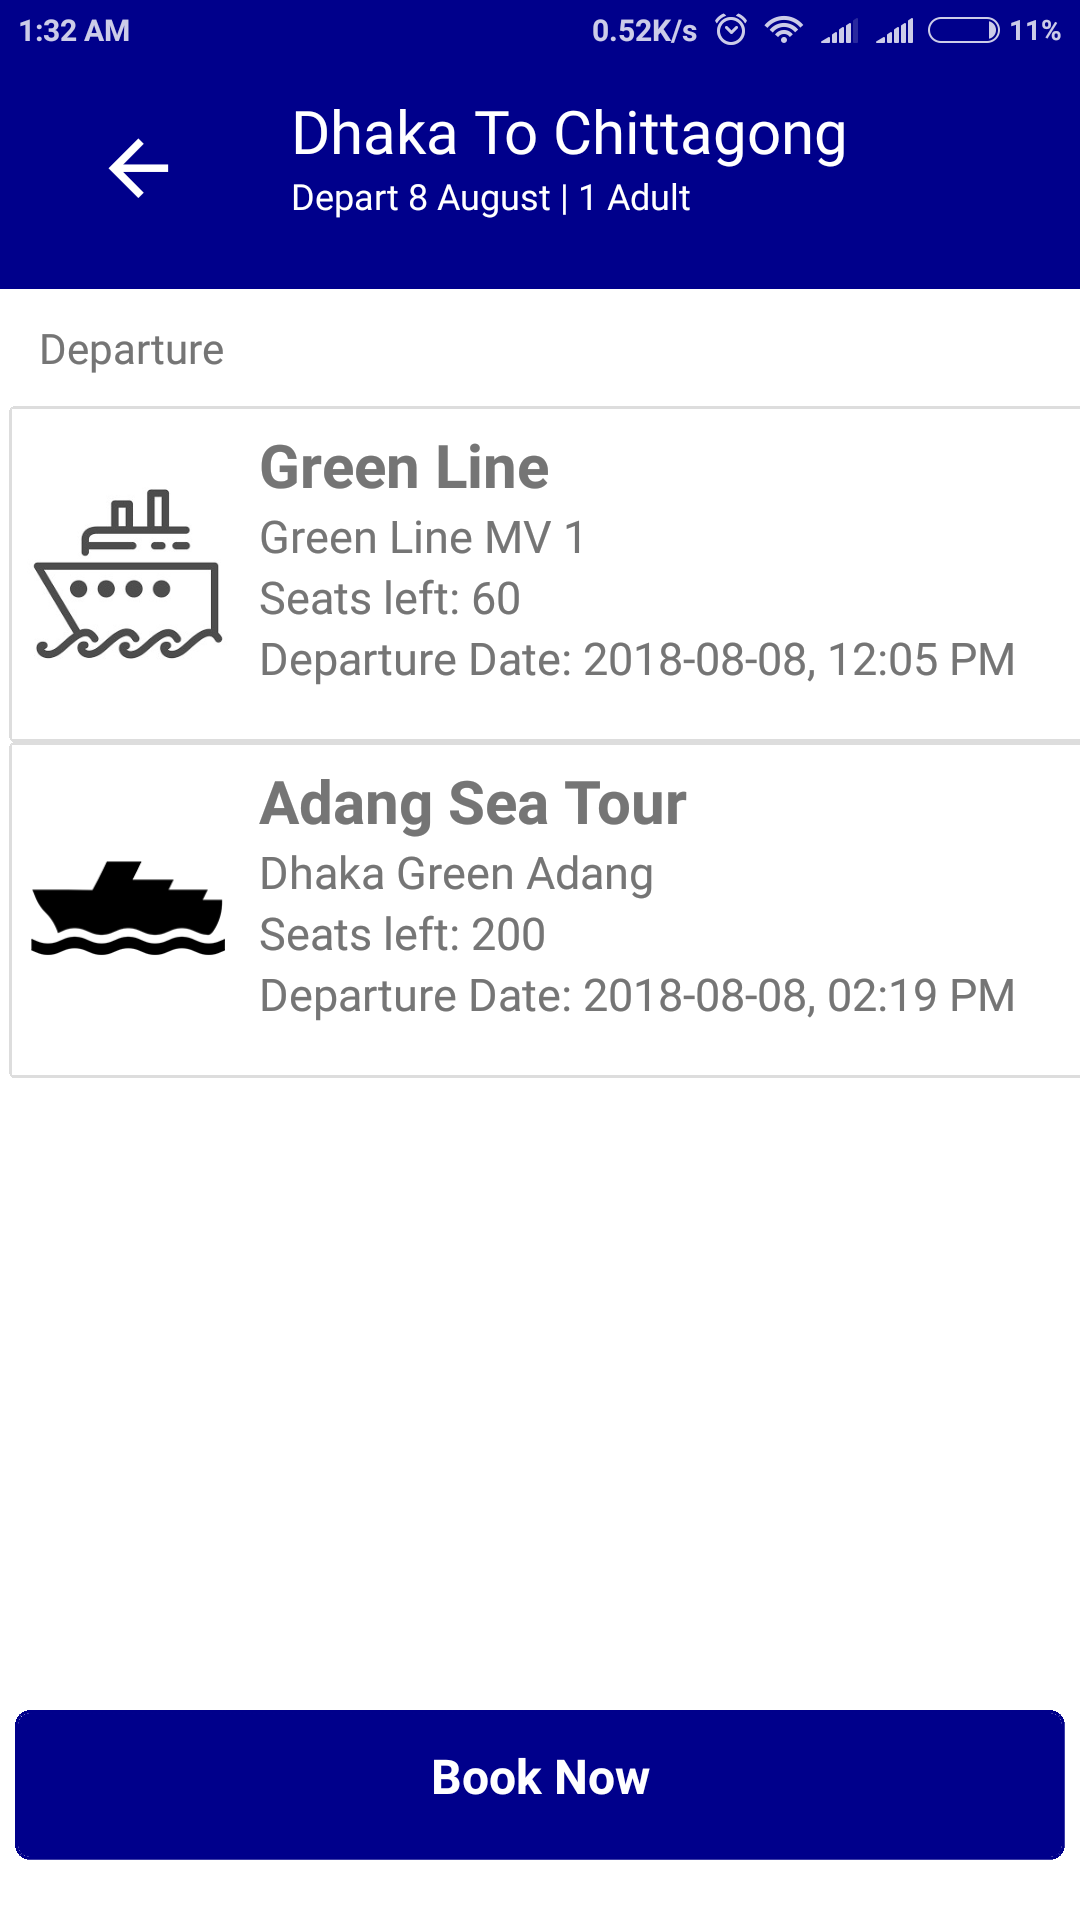 1:32 AM 0.52K/s 11%
Dhaka To Chittagong
Depart 8 August | 1 Adult
Departure
Green Line
Green Line MV 1
Seats left: 60
Departure Date: 2018-08-08, 12:05 PM
Adang Sea Tour
Dhaka Green Adang
Seats left: 200
Departure Date: 2018-08-08, 02:19 PM
Book Now